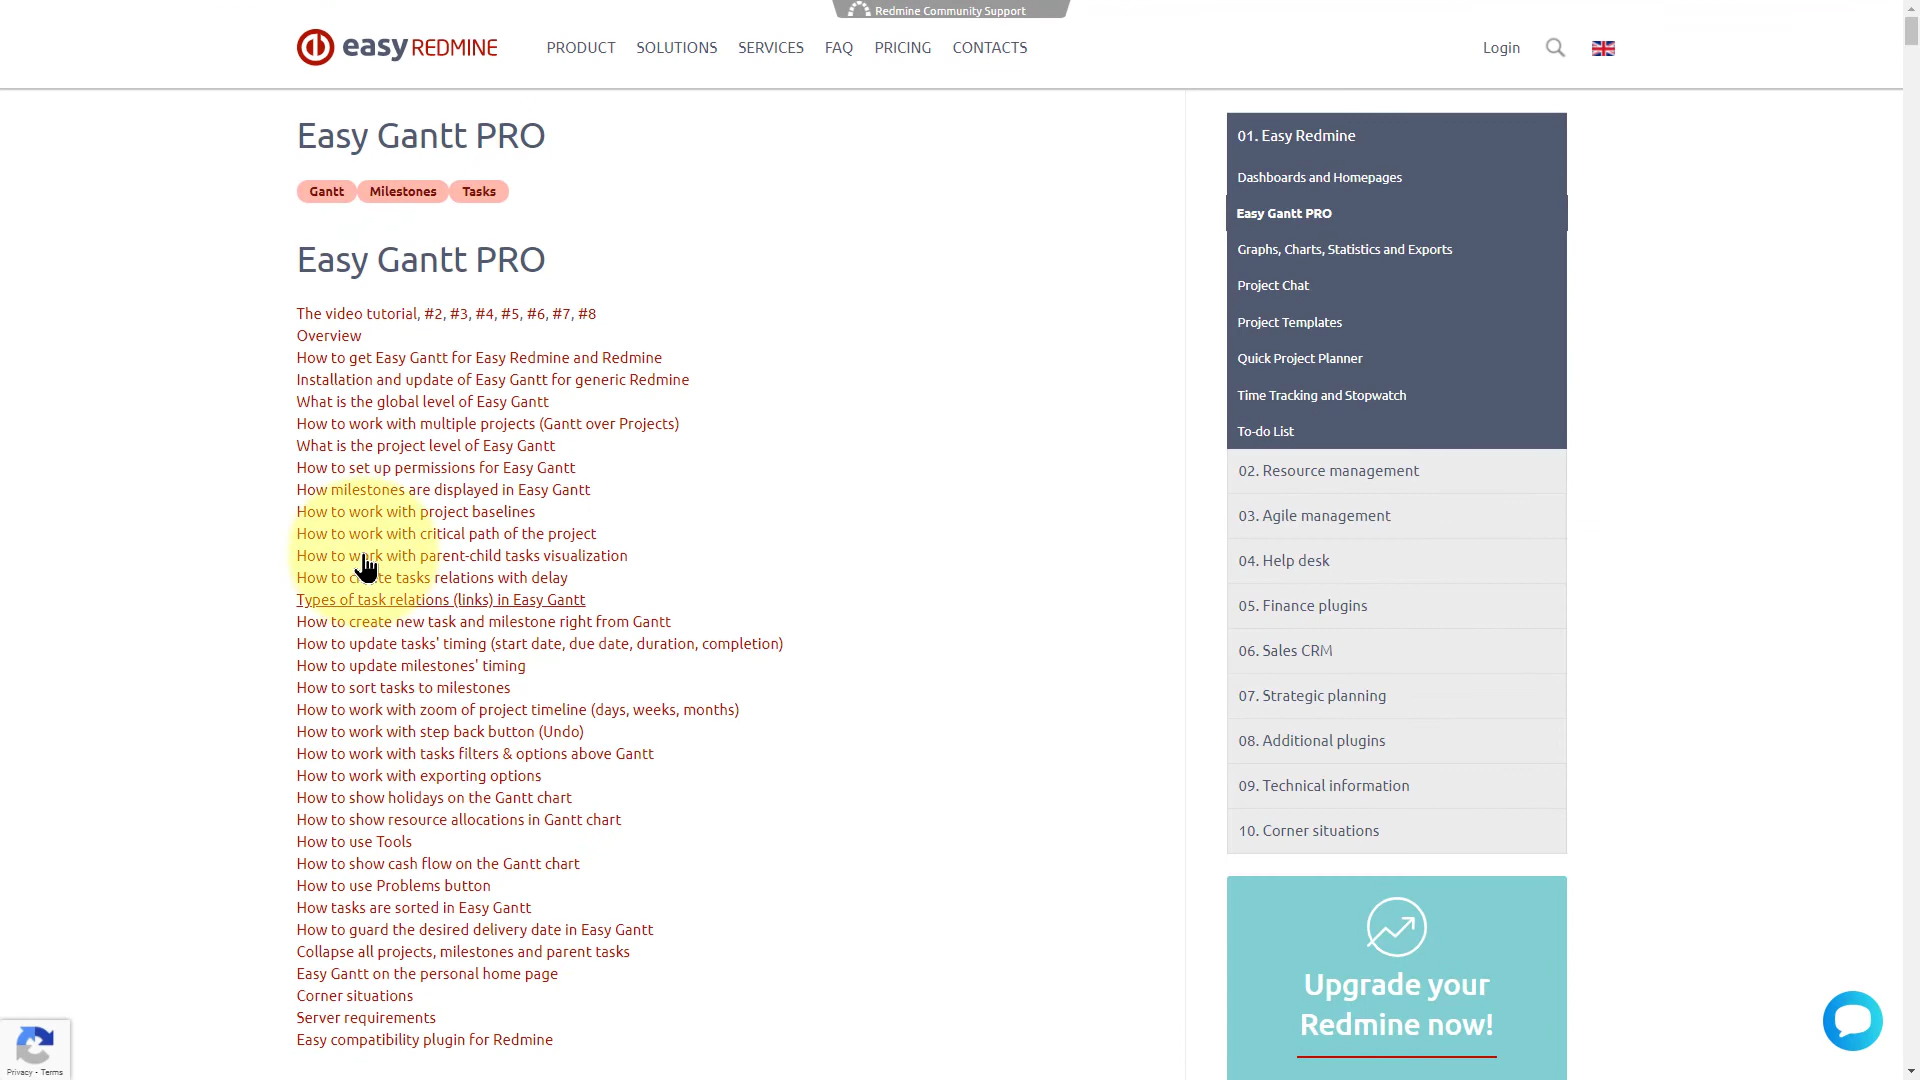 Redmine Community Support
easy REDMINE
PRODUCT SOLUTIONS SERVICES FAQ PRICING CONTACTS
Login
Easy Gantt PRO
Gantt Milestones Tasks
Easy Gantt PRO
The video tutorial, #2, #3, #4, #5, #6, #7, #8
Overview
How to get Easy Gantt for Easy Redmine and Redmine
Installation and update of Easy Gantt for generic Redmine
What is the global level of Easy Gantt
How to work with multiple projects (Gantt over Projects)
What is the project level of Easy Gantt
How to set up permissions for Easy Gantt
How milestones are displayed in Easy Gantt
How to work with project baselines
How to work with critical path of the project
How to work with parent-child tasks visualization
How to create tasks relations with delay
Types of task relations (links) in Easy Gantt
How to create new task and milestone right from Gantt
How to update tasks' timing (start date, due date, duration, completion)
How to update milestones' timing
How to sort tasks to milestones
How to work with zoom of project timeline (days, weeks, months)
How to work with step back button (Undo)
How to work with tasks filters & options above Gantt
How to work with exporting options
How to show holidays on the Gantt chart
How to show resource allocations in Gantt chart
How to use Tools
How to show cash flow on the Gantt chart
How to use Problems button
How tasks are sorted in Easy Gantt
How to guard the desired delivery date in Easy Gantt
Collapse all projects, milestones and parent tasks
Easy Gantt on the personal home page
Corner situations
Server requirements
Easy compatibility plugin for Redmine
01. Easy Redmine
Dashboards and Homepages
Easy Gantt PRO
Graphs, Charts, Statistics and Exports
Project Chat
Project Templates
Quick Project Planner
Time Tracking and Stopwatch
To-do List
02. Resource management
03. Agile management
04. Help desk
05. Finance plugins
06. Sales CRM
07. Strategic planning
08. Additional plugins
09. Technical information
10. Corner situations
Upgrade your
Redmine now!
Privacy - Terms